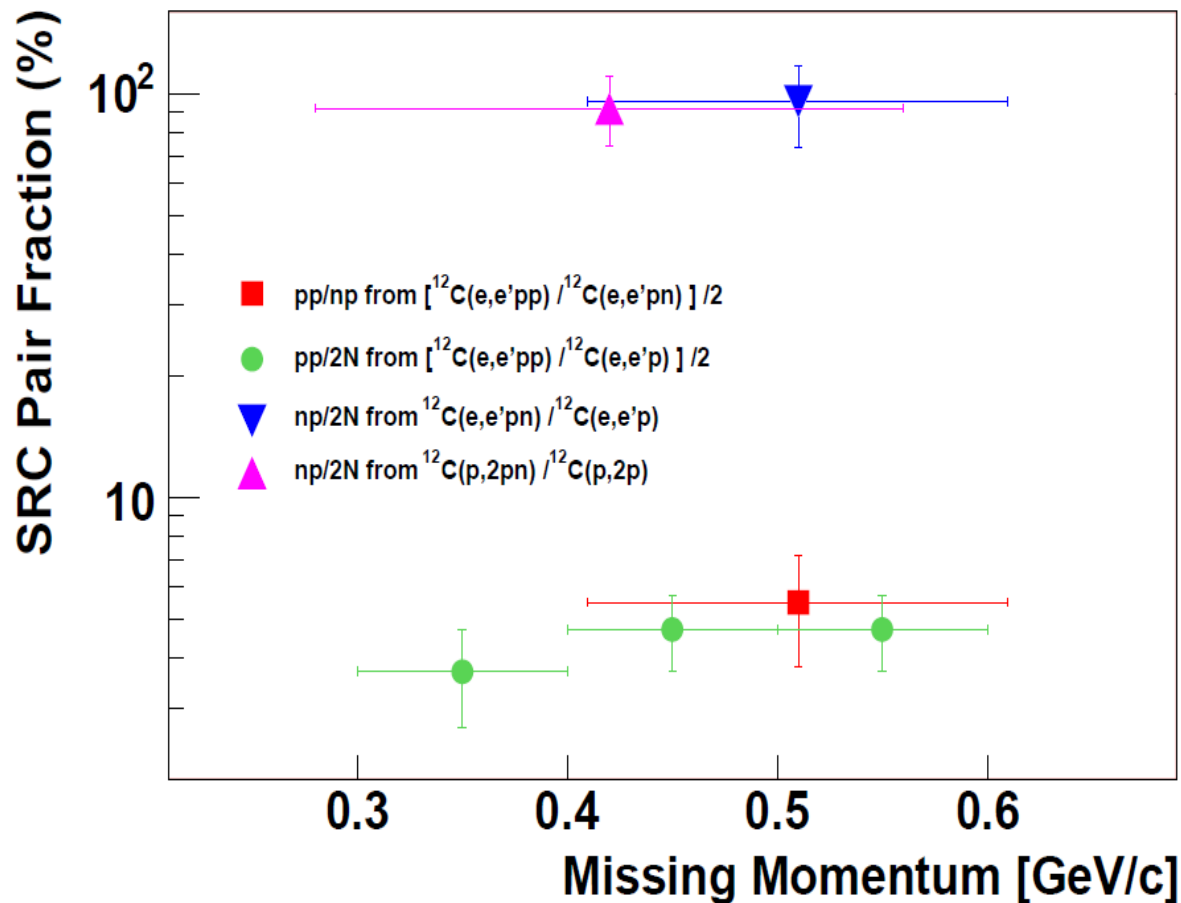 SRC Pair Fraction (%)
10²
10
pp/np from [¹²C(e,e'pp) /¹²C(e,e'pn) ] /2
pp/2N from [¹²C(e,e'pp) /¹²C(e,e'p) ] /2
np/2N from ¹²C(e,e'pn) /¹²C(e,e'p)
np/2N from ¹²C(p,2pn) /¹²C(p,2p)
0.3 0.4 0.5 0.6
Missing Momentum [GeV/c]